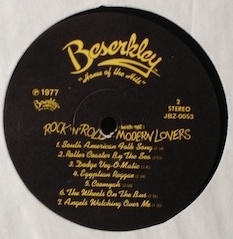 Beserkley
"Home of the Hits"
℗ 1977
2
STEREO
JBZ-0053
ROCK 'N' ROLL with the MODERN LOVERS
1. South American Folk Song
2. Roller Coaster By The Sea
3. Dodge Veg-O-Matic
4. Egyptian Reggae
5. Coomyah
6. The Wheels On The Bus
7. Angels Watching Over Me